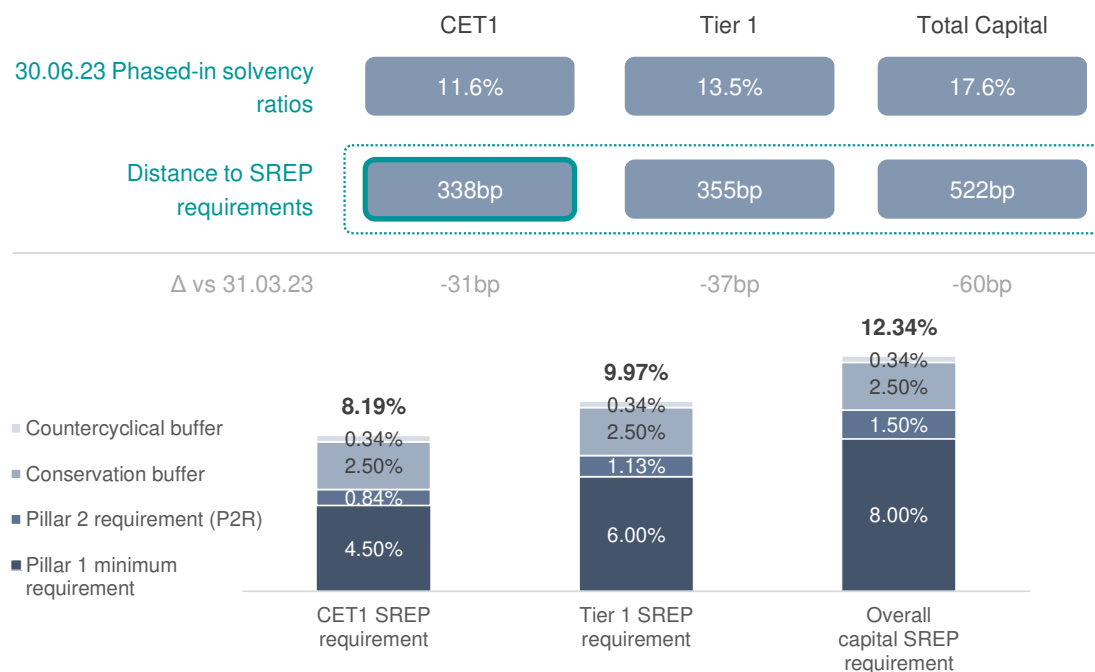 CET1
Tier 1
Total Capital
30.06.23 Phased-in solvency
ratios
11.6%
13.5%
17.6%
Distance to SREP
requirements
338bp
355bp
522bp
Δ vs 31.03.23
-31bp
-37bp
-60bp
8.19%
0.34%
2.50%
0.84%
4.50%
9.97%
0.34%
2.50%
1.13%
6.00%
12.34%
0.34%
2.50%
1.50%
8.00%
Countercyclical buffer
Conservation buffer
Pillar 2 requirement (P2R)
Pillar 1 minimum
requirement
CET1 SREP
requirement
Tier 1 SREP
requirement
Overall
capital SREP
requirement